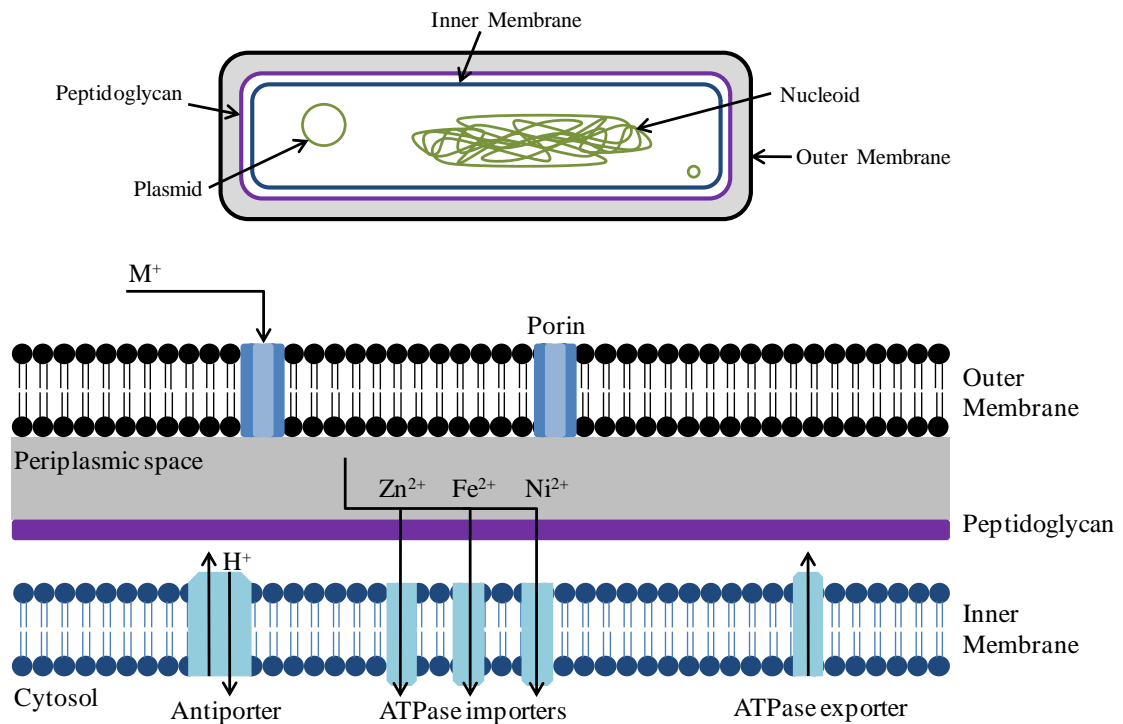 Inner Membrane
Peptidoglycan
Nucleoid
Outer Membrane
Plasmid
M⁺
Porin
Outer
Membrane
Periplasmic space
Zn²⁺ Fe²⁺ Ni²⁺
Peptidoglycan
H⁺
Inner
Membrane
Cytosol
Antiporter
ATPase importers
ATPase exporter